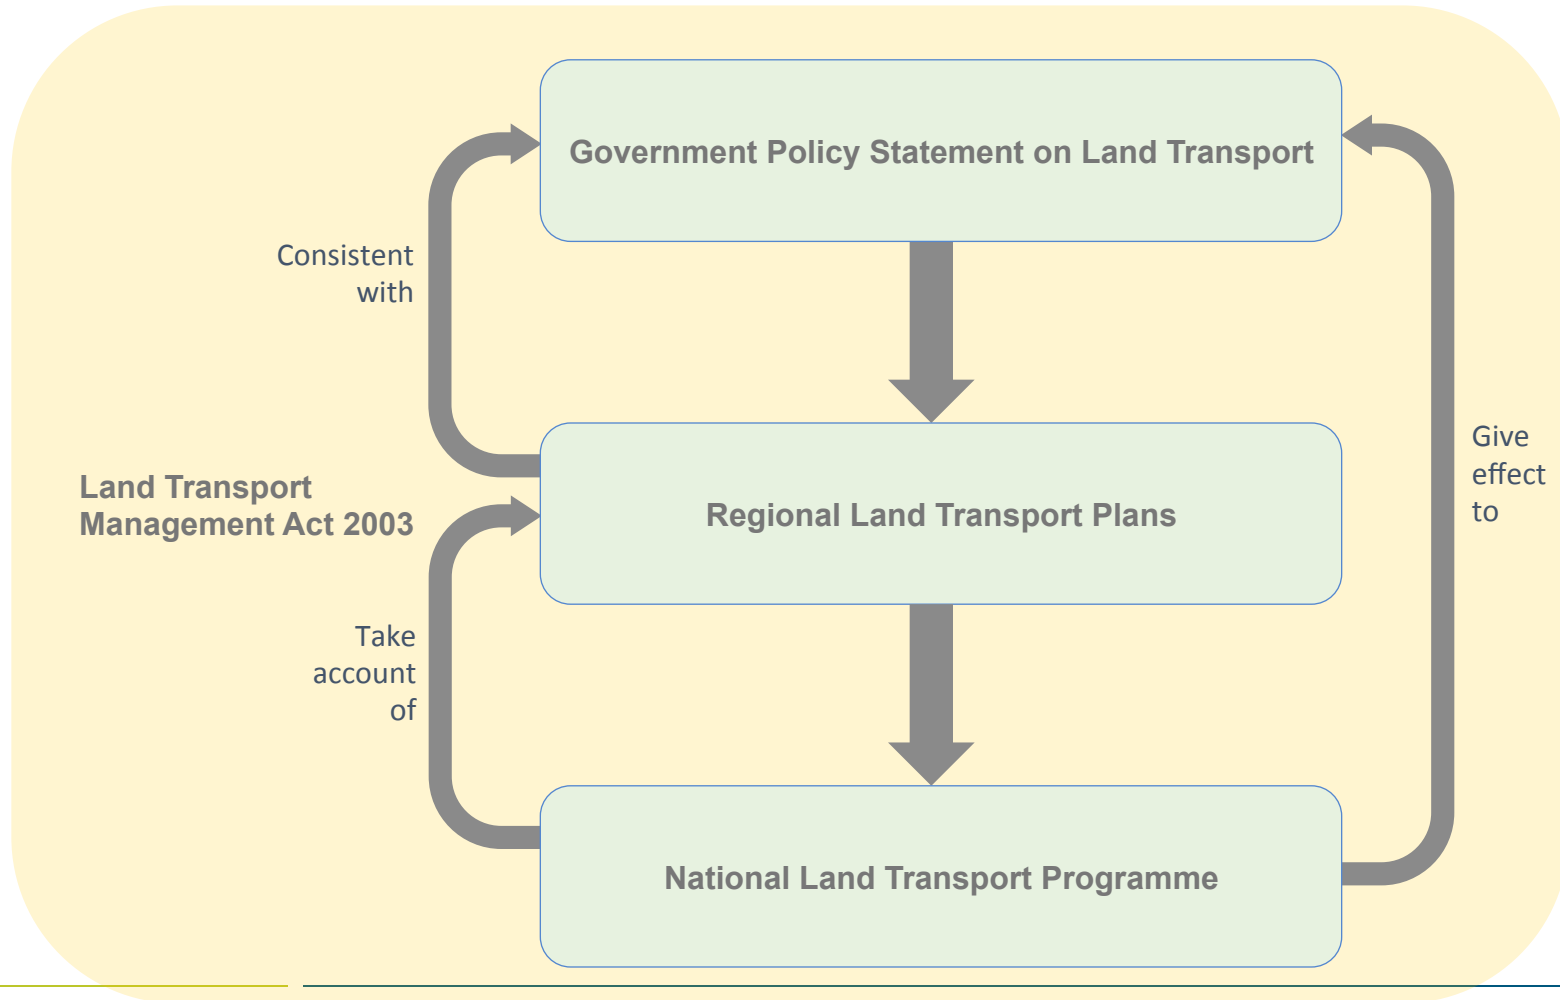 Government Policy Statement on Land Transport
Consistent
with
Give
effect
to
Land Transport
Management Act 2003
Regional Land Transport Plans
Take
account
of
National Land Transport Programme